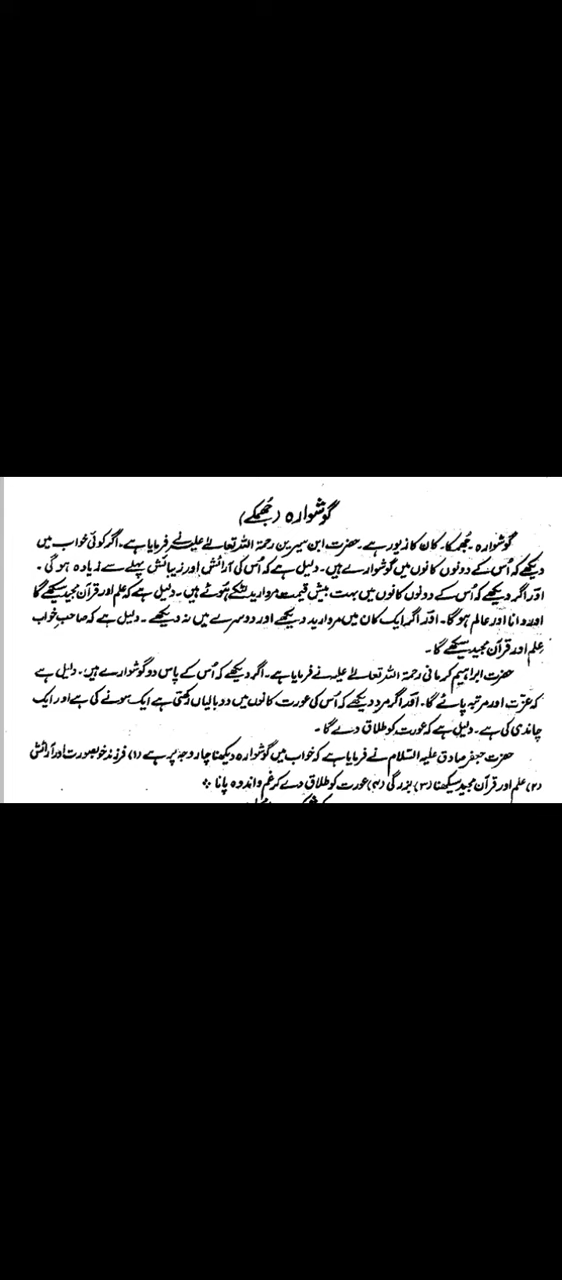 گوشوارہ (جُھمکے)
گوشوارہ۔ جُھمکا۔ کان کا زیور ہے۔ حضرت ابن سیرین رحمۃ اللہ تعالےٰ علیہ نے فرمایا ہے۔ اگر کوئی خواب میں
دیکھے کہ اُس کے دونوں کانوں میں گوشوارے ہیں۔ دلیل ہے کہ اُس کی آرائش اور زیبائش پہلے سے زیادہ ہو گی۔
اور اگر دیکھے کہ اُس کے دونوں کانوں میں بہت بیش قیمت مروارید لٹکے ہوئے ہیں۔ دلیل ہے کہ علم اور قرآن مجید سیکھے گا
اور دانا اور عالم ہو گا۔ اور اگر ایک کان میں مروارید دیکھے اور دوسرے میں نہ دیکھے۔ دلیل ہے کہ صاحب خواب
علم اور قرآن مجید سیکھے گا۔
حضرت ابراہیم کرمانی رحمۃ اللہ تعالےٰ علیہ نے فرمایا ہے۔ اگر دیکھے کہ اُس کے پاس دو گوشوارے ہیں۔ دلیل ہے
کہ عزّت اور مرتبہ پائے گا۔ اور اگر مرد دیکھے کہ اُس کی عورت کانوں میں دو بالیاں رکھتی ہے ایک سونے کی ہے اور ایک
چاندی کی ہے۔ دلیل ہے کہ عورت کو طلاق دے گا۔
حضرت جعفر صادق علیہ السّلام نے فرمایا ہے کہ خواب میں گوشوارہ دیکھنا چار وجہ پر ہے (۱) فرزند خوبصورت اور آرائش
(۲) علم اور قرآن مجید سیکھنا (۳) بزرگی (۴) عورت کو طلاق دے کر غم و اندوہ پانا